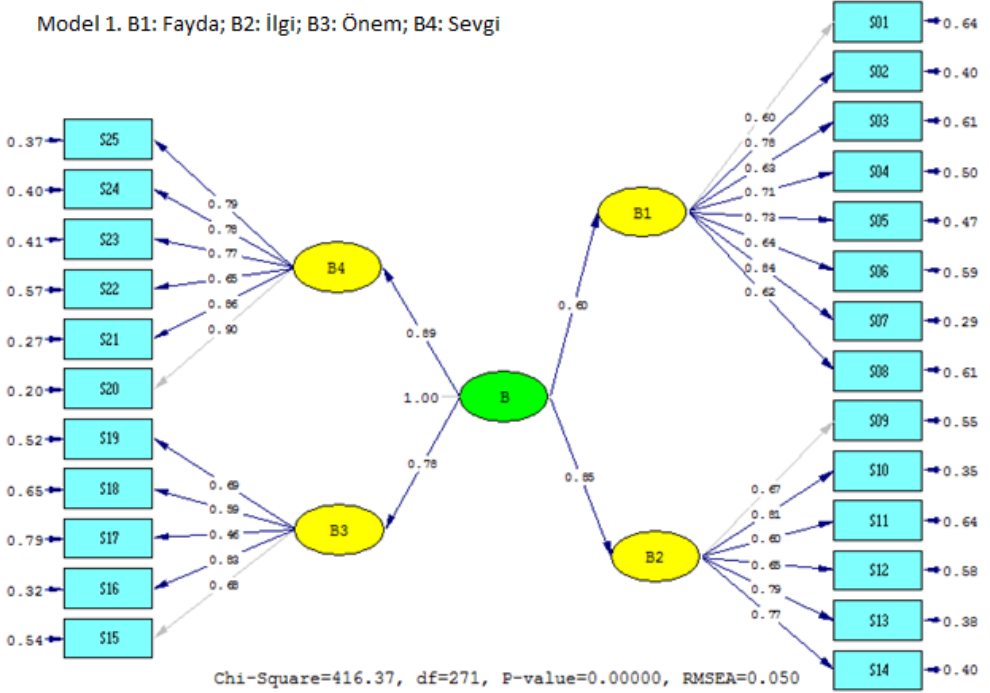 Model 1. B1: Fayda; B2: İlgi; B3: Önem; B4: Sevgi
S01 0.64
S02 0.40
S03 0.61
S04 0.50
S05 0.47
S06 0.59
S07 0.29
S08 0.61
0.60
0.78
0.63
0.71
0.73
0.64
0.84
0.62
B1
0.37 S25
0.40 S24
0.41 S23
0.57 S22
0.27 S21
0.20 S20
0.79
0.78
0.77
0.65
0.86
0.90
B4
0.89
0.60
1.00
B
0.78
0.85
0.52 S19
0.65 S18
0.79 S17
0.32 S16
0.54 S15
0.69
0.59
0.46
0.83
0.68
B3
S09 0.55
S10 0.35
S11 0.64
S12 0.58
S13 0.38
S14 0.40
0.67
0.81
0.60
0.65
0.79
0.77
B2
Chi-Square=416.37, df=271, P-value=0.00000, RMSEA=0.050